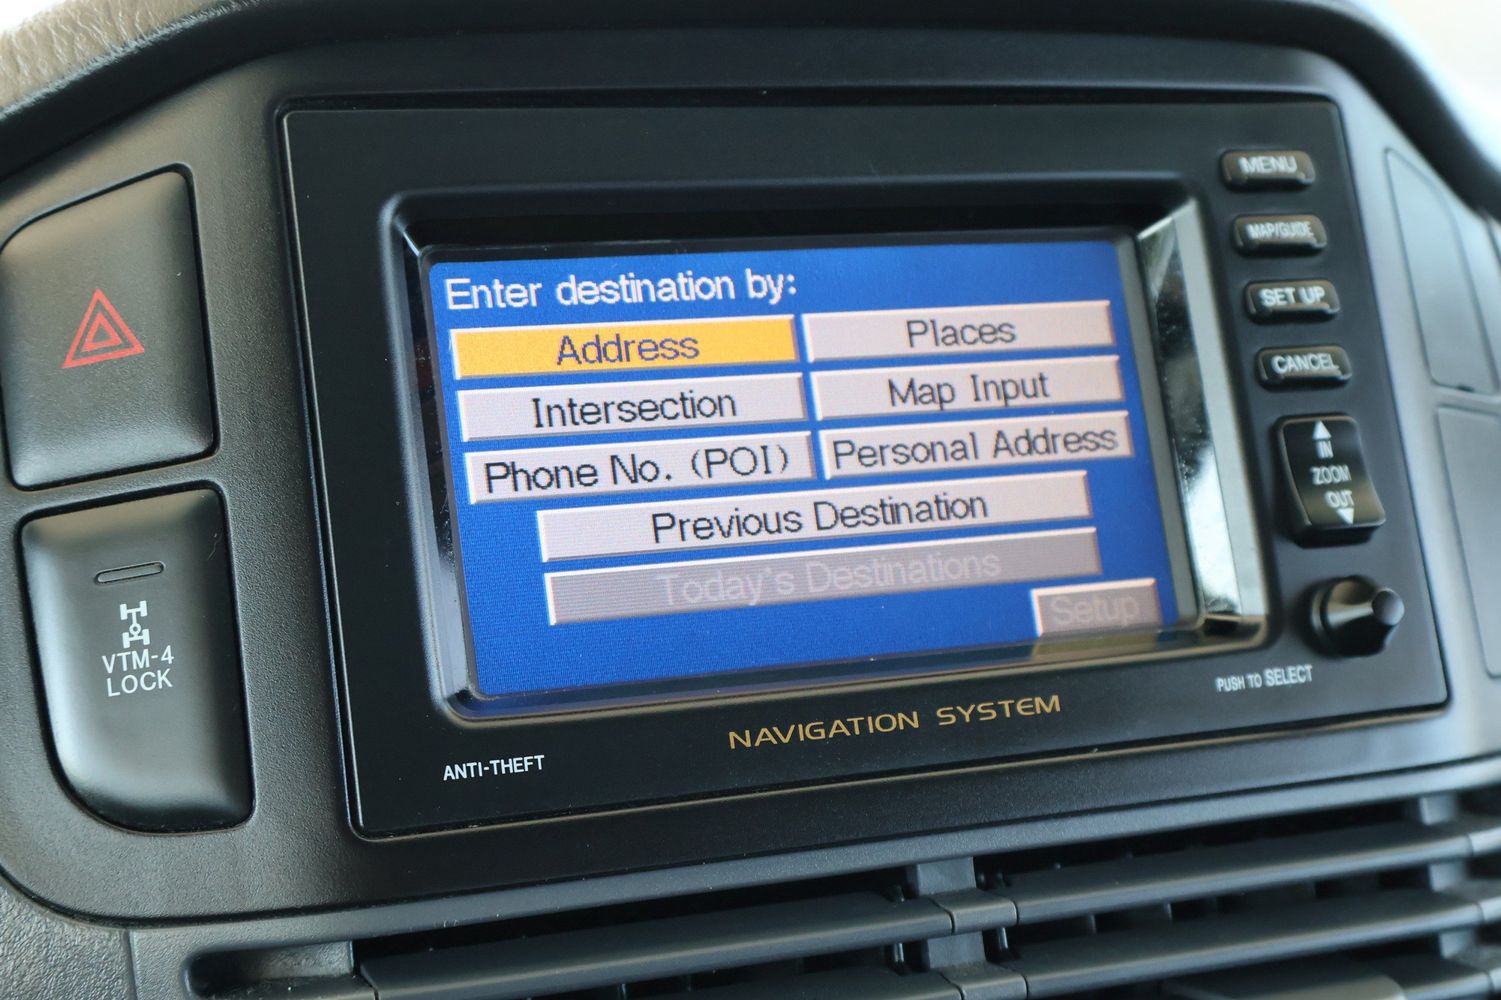 Enter destination by:
Address
Places
Intersection
Map Input
Phone No. (POI)
Personal Address
Previous Destination
Today's Destinations
Setup
MENU
MAP/GUIDE
SET UP
CANCEL
IN
ZOOM
OUT
PUSH TO SELECT
NAVIGATION SYSTEM
ANTI-THEFT
VTM-4
LOCK